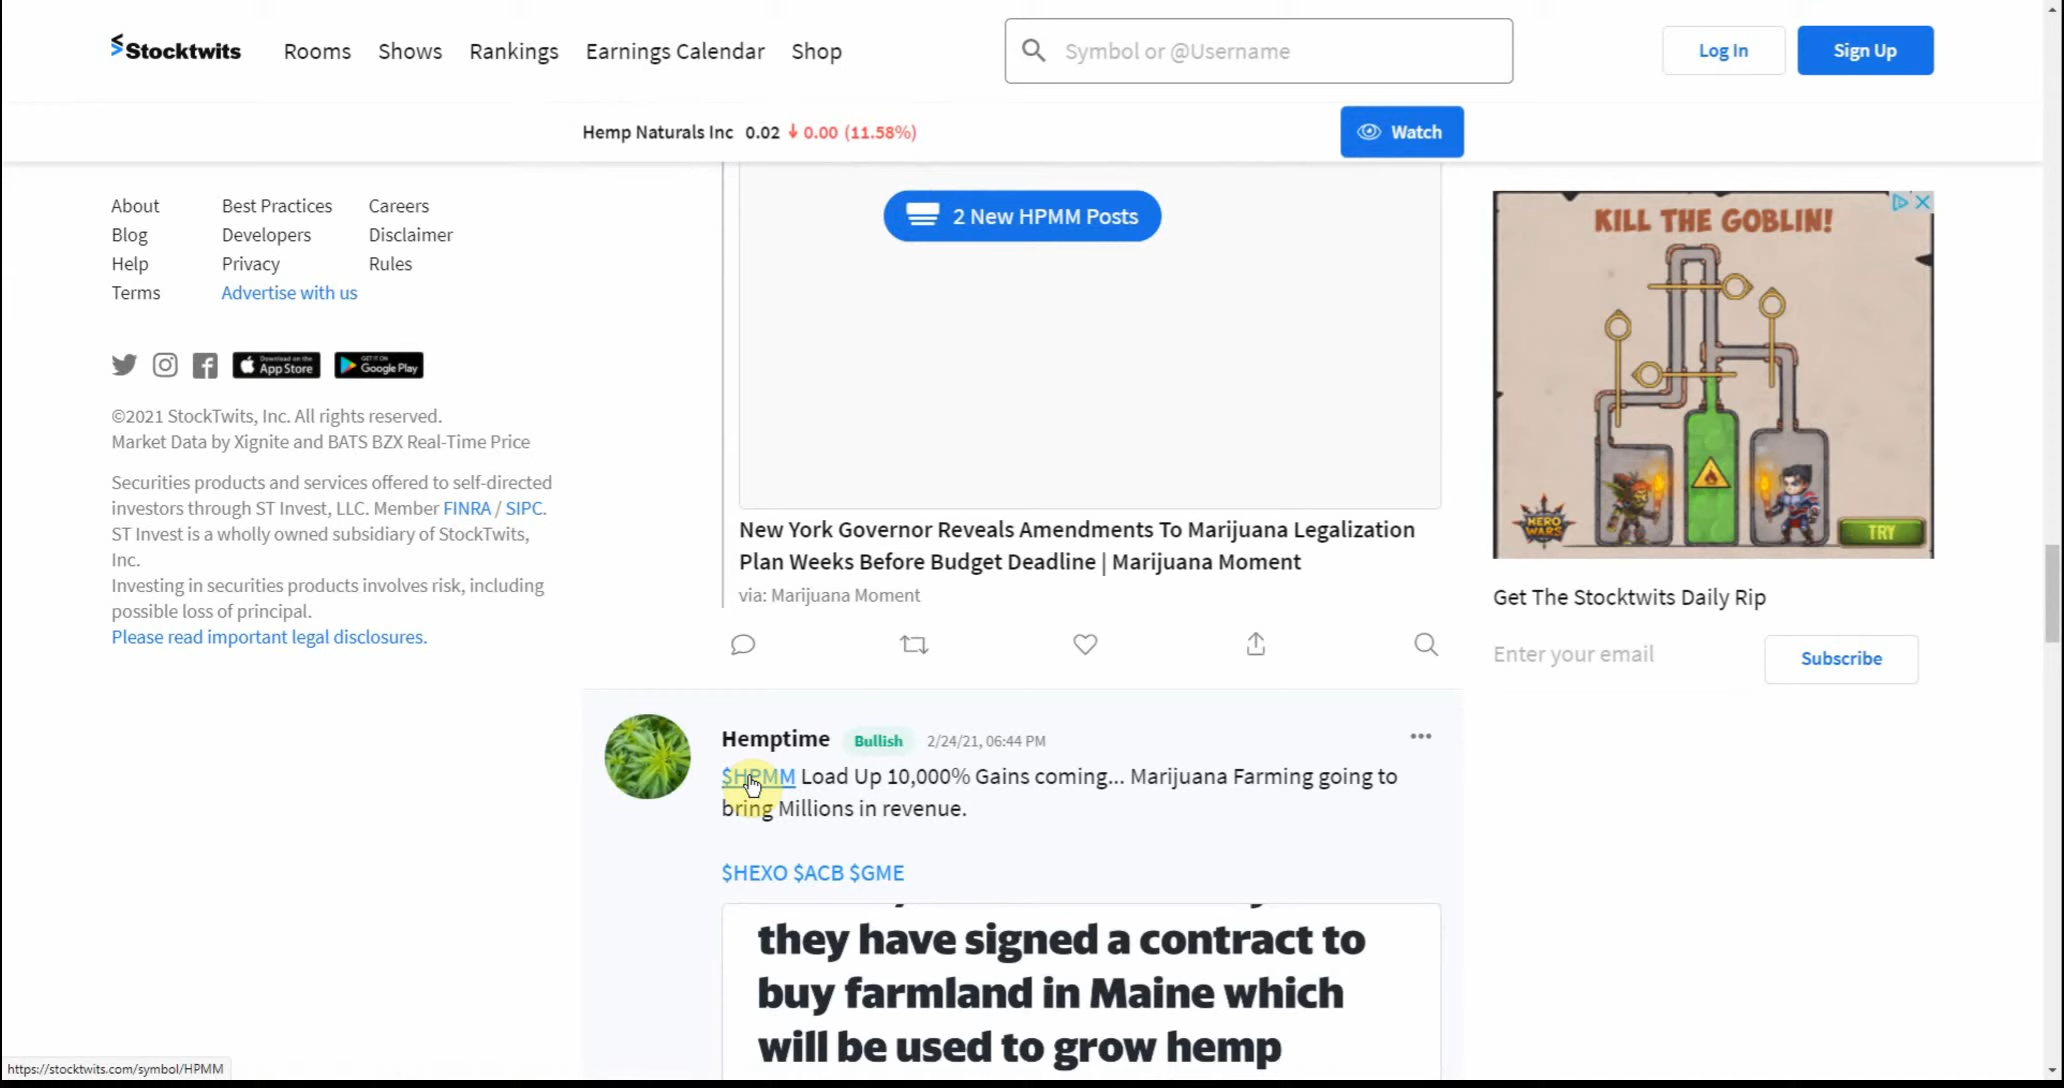 Stocktwits
Rooms Shows Rankings Earnings Calendar Shop
Symbol or @Username
Log In
Sign Up
Hemp Naturals Inc 0.02 ↓ 0.00 (11.58%)
Watch
About Best Practices Careers
Blog Developers Disclaimer
Help Privacy Rules
Terms Advertise with us
Download on the
App Store
GET IT ON
Google Play
©2021 StockTwits, Inc. All rights reserved.
Market Data by Xignite and BATS BZX Real-Time Price
Securities products and services offered to self-directed
investors through ST Invest, LLC. Member FINRA / SIPC.
ST Invest is a wholly owned subsidiary of StockTwits,
Inc.
Investing in securities products involves risk, including
possible loss of principal.
Please read important legal disclosures.
2 New HPMM Posts
New York Governor Reveals Amendments To Marijuana Legalization
Plan Weeks Before Budget Deadline | Marijuana Moment
via: Marijuana Moment
Hemptime Bullish 2/24/21, 06:44 PM
$HPMM Load Up 10,000% Gains coming... Marijuana Farming going to
bring Millions in revenue.
$HEXO $ACB $GME
they have signed a contract to
buy farmland in Maine which
will be used to grow hemp
KILL THE GOBLIN!
HERO
WARS
TRY
Get The Stocktwits Daily Rip
Enter your email
Subscribe
https://stocktwits.com/symbol/HPMM